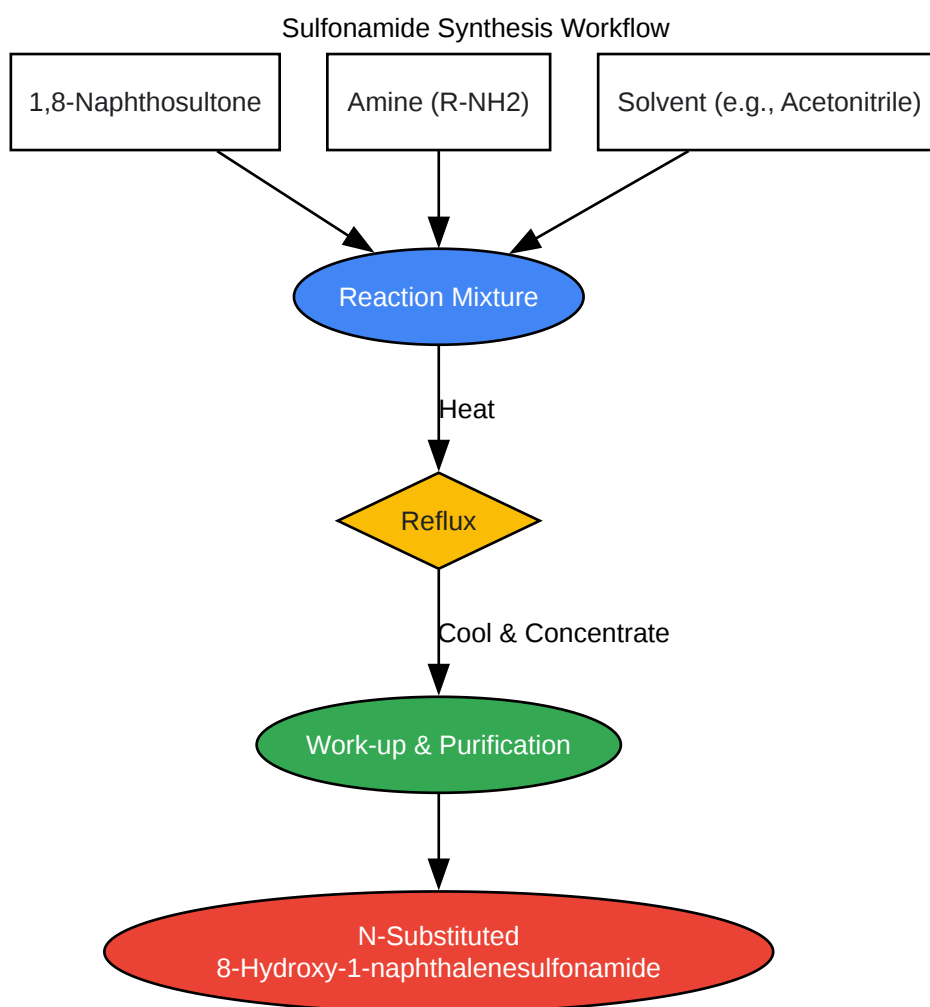 Sulfonamide Synthesis Workflow
1,8-Naphthosultone
Amine (R-NH2)
Solvent (e.g., Acetonitrile)
Reaction Mixture
Heat
Reflux
Cool & Concentrate
Work-up & Purification
N-Substituted
8-Hydroxy-1-naphthalenesulfonamide